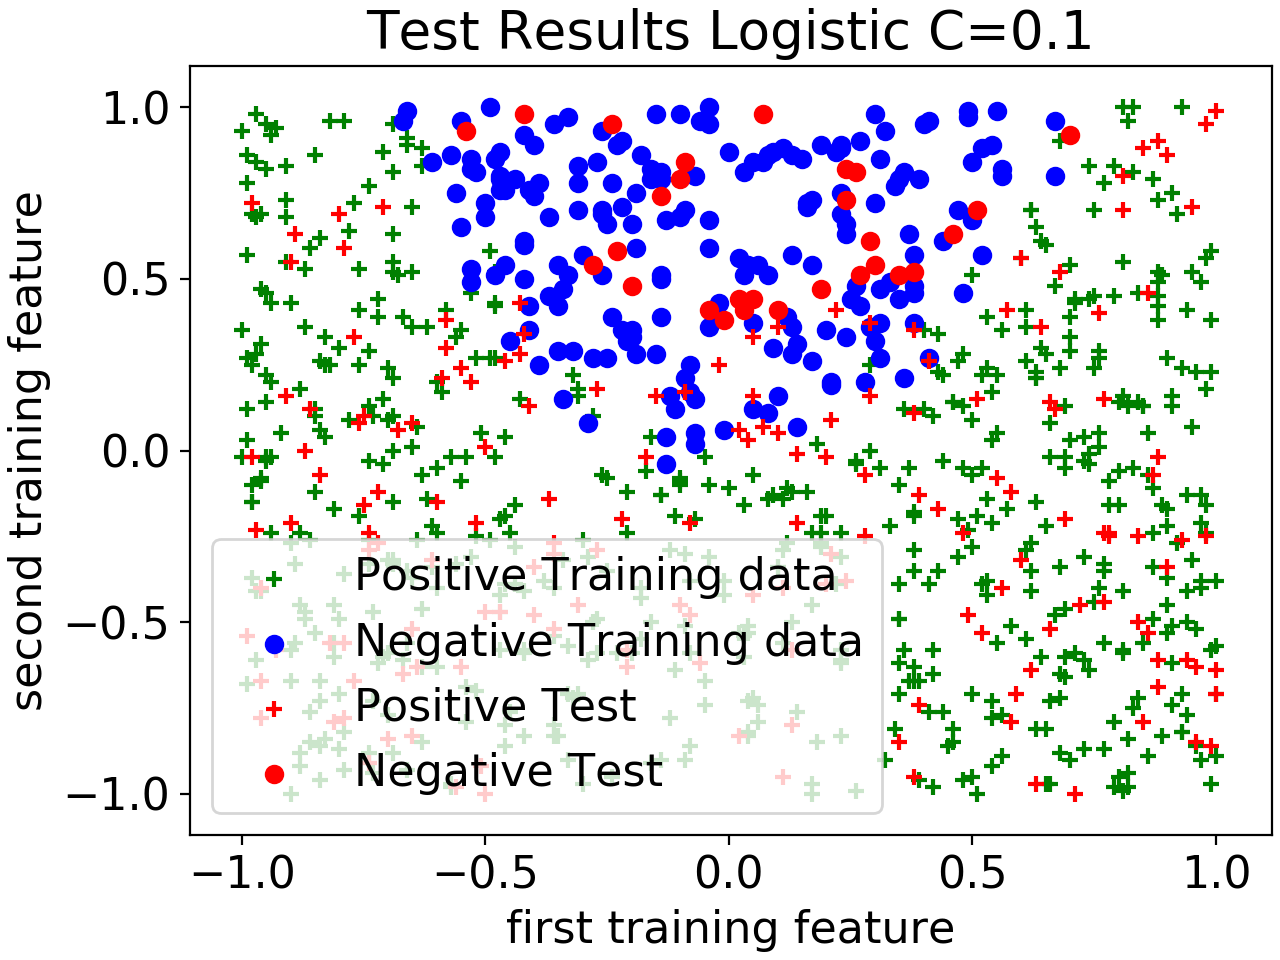 Test Results Logistic C=0.1
second training feature
1.0
0.5
0.0
−0.5
−1.0
Positive Training data
Negative Training data
Positive Test
Negative Test
−1.0 −0.5 0.0 0.5 1.0
first training feature